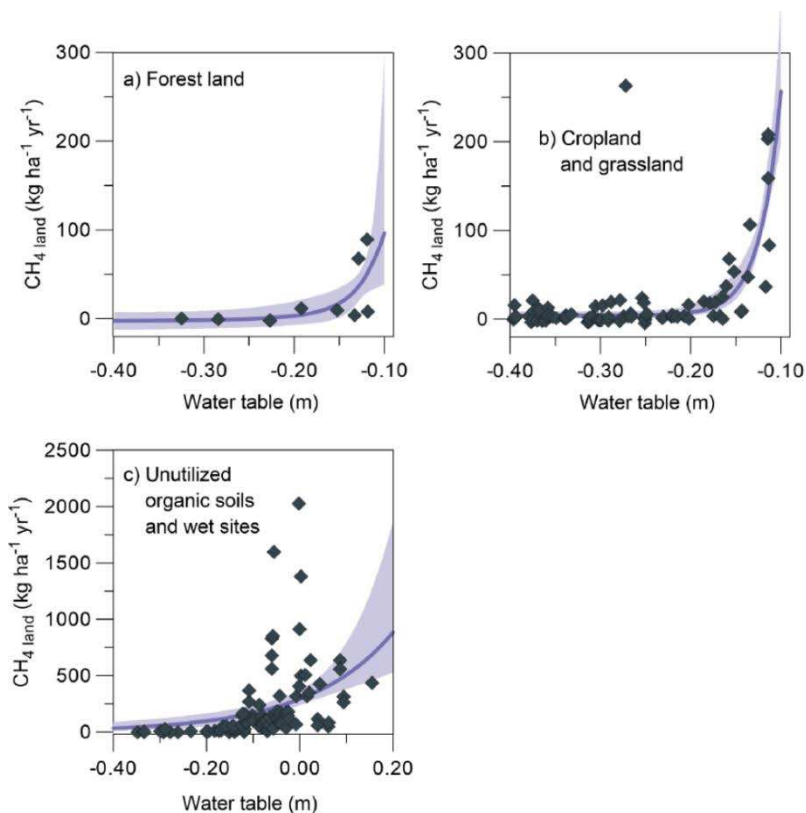 300
a) Forest land
200
100
0
CH4 land (kg ha-1 yr-1)
-0.40 -0.30 -0.20 -0.10
Water table (m)
300
b) Cropland
and grassland
200
100
0
CH4 land (kg ha-1 yr-1)
-0.40 -0.30 -0.20 -0.10
Water table (m)
2500
c) Unutilized
organic soils
and wet sites
2000
1500
1000
500
0
CH4 land (kg ha-1 yr-1)
-0.40 -0.20 0.00 0.20
Water table (m)